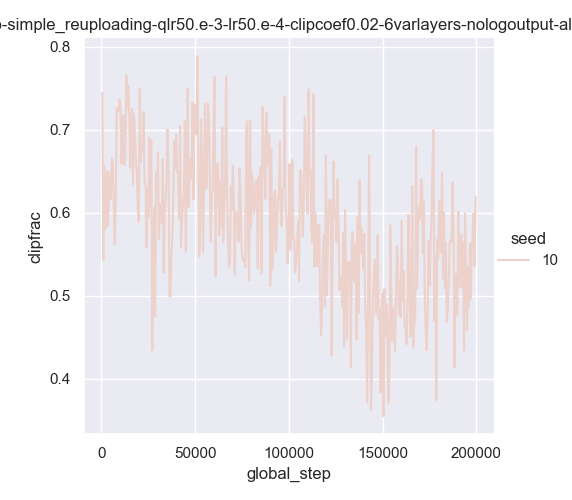 o-simple_reuploading-qlr50.e-3-lr50.e-4-clipcoef0.02-6varlayers-nologoutput-al
0.8
0.7
0.6
0.5
0.4
clipfrac
0
50000
100000
150000
200000
global_step
seed
10